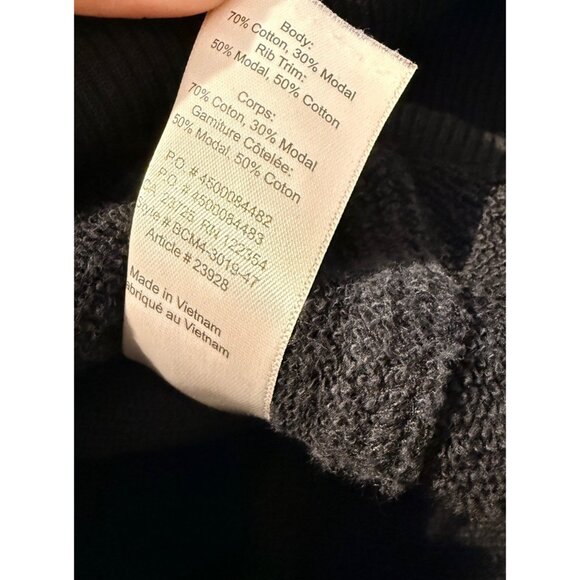 Body:
70% Cotton, 30% Modal
Rib Trim:
50% Modal, 50% Cotton
Corps:
70% Coton, 30% Modal
Garniture Côtelée:
50% Modal, 50% Coton
P.O. # 4500084482
P.O. # 4500084483
CA 23725 RN 122354
Style # BCM4-3019-47
Article # 23928
Made in Vietnam
abriqué au Vietnam